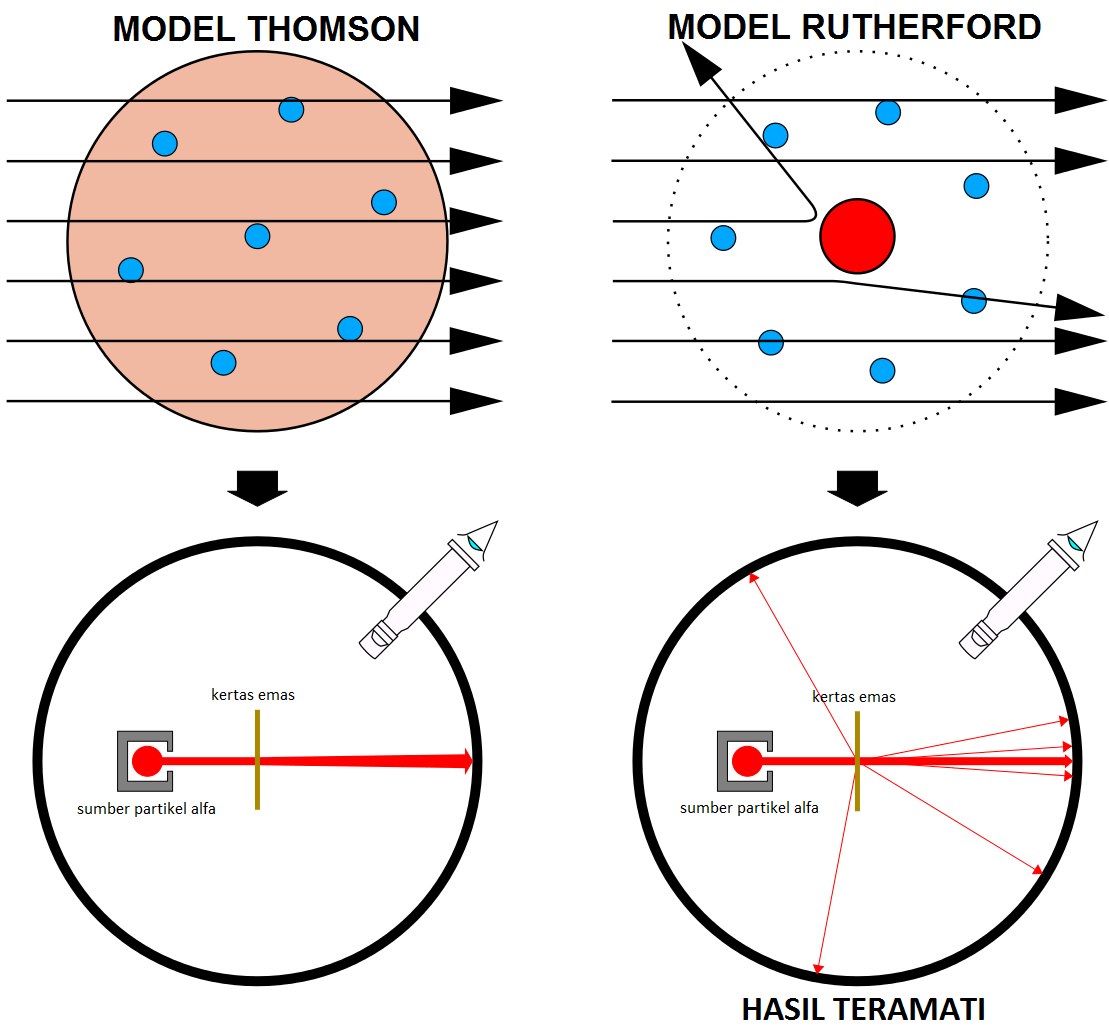 MODEL THOMSON
MODEL RUTHERFORD
kertas emas
sumber partikel alfa
kertas emas
sumber partikel alfa
HASIL TERAMATI